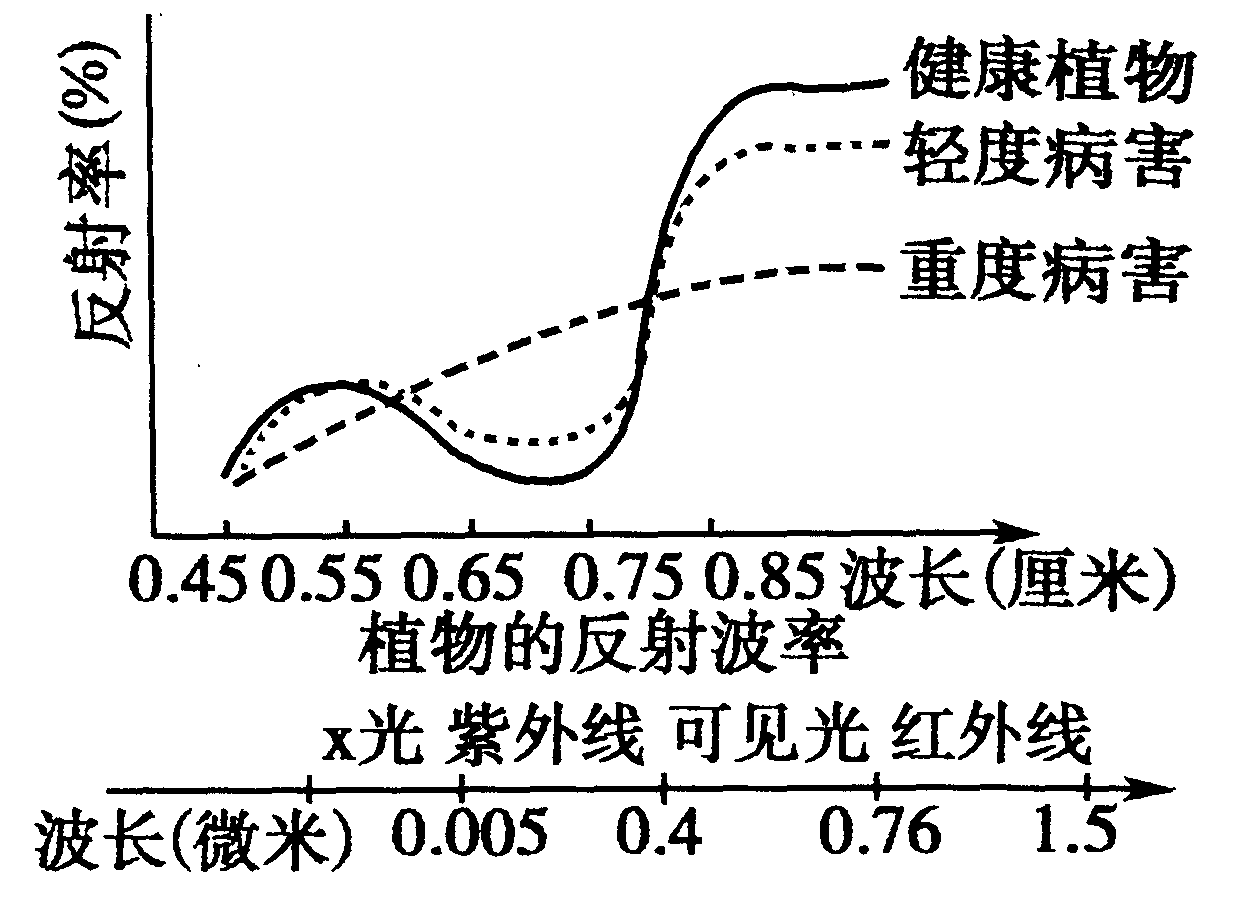 反射率(%)
健康植物
轻度病害
重度病害
0.45 0.55 0.65 0.75 0.85 波长(厘米)
植物的反射波率
x光 紫外线 可见光 红外线
波长(微米) 0.005 0.4 0.76 1.5